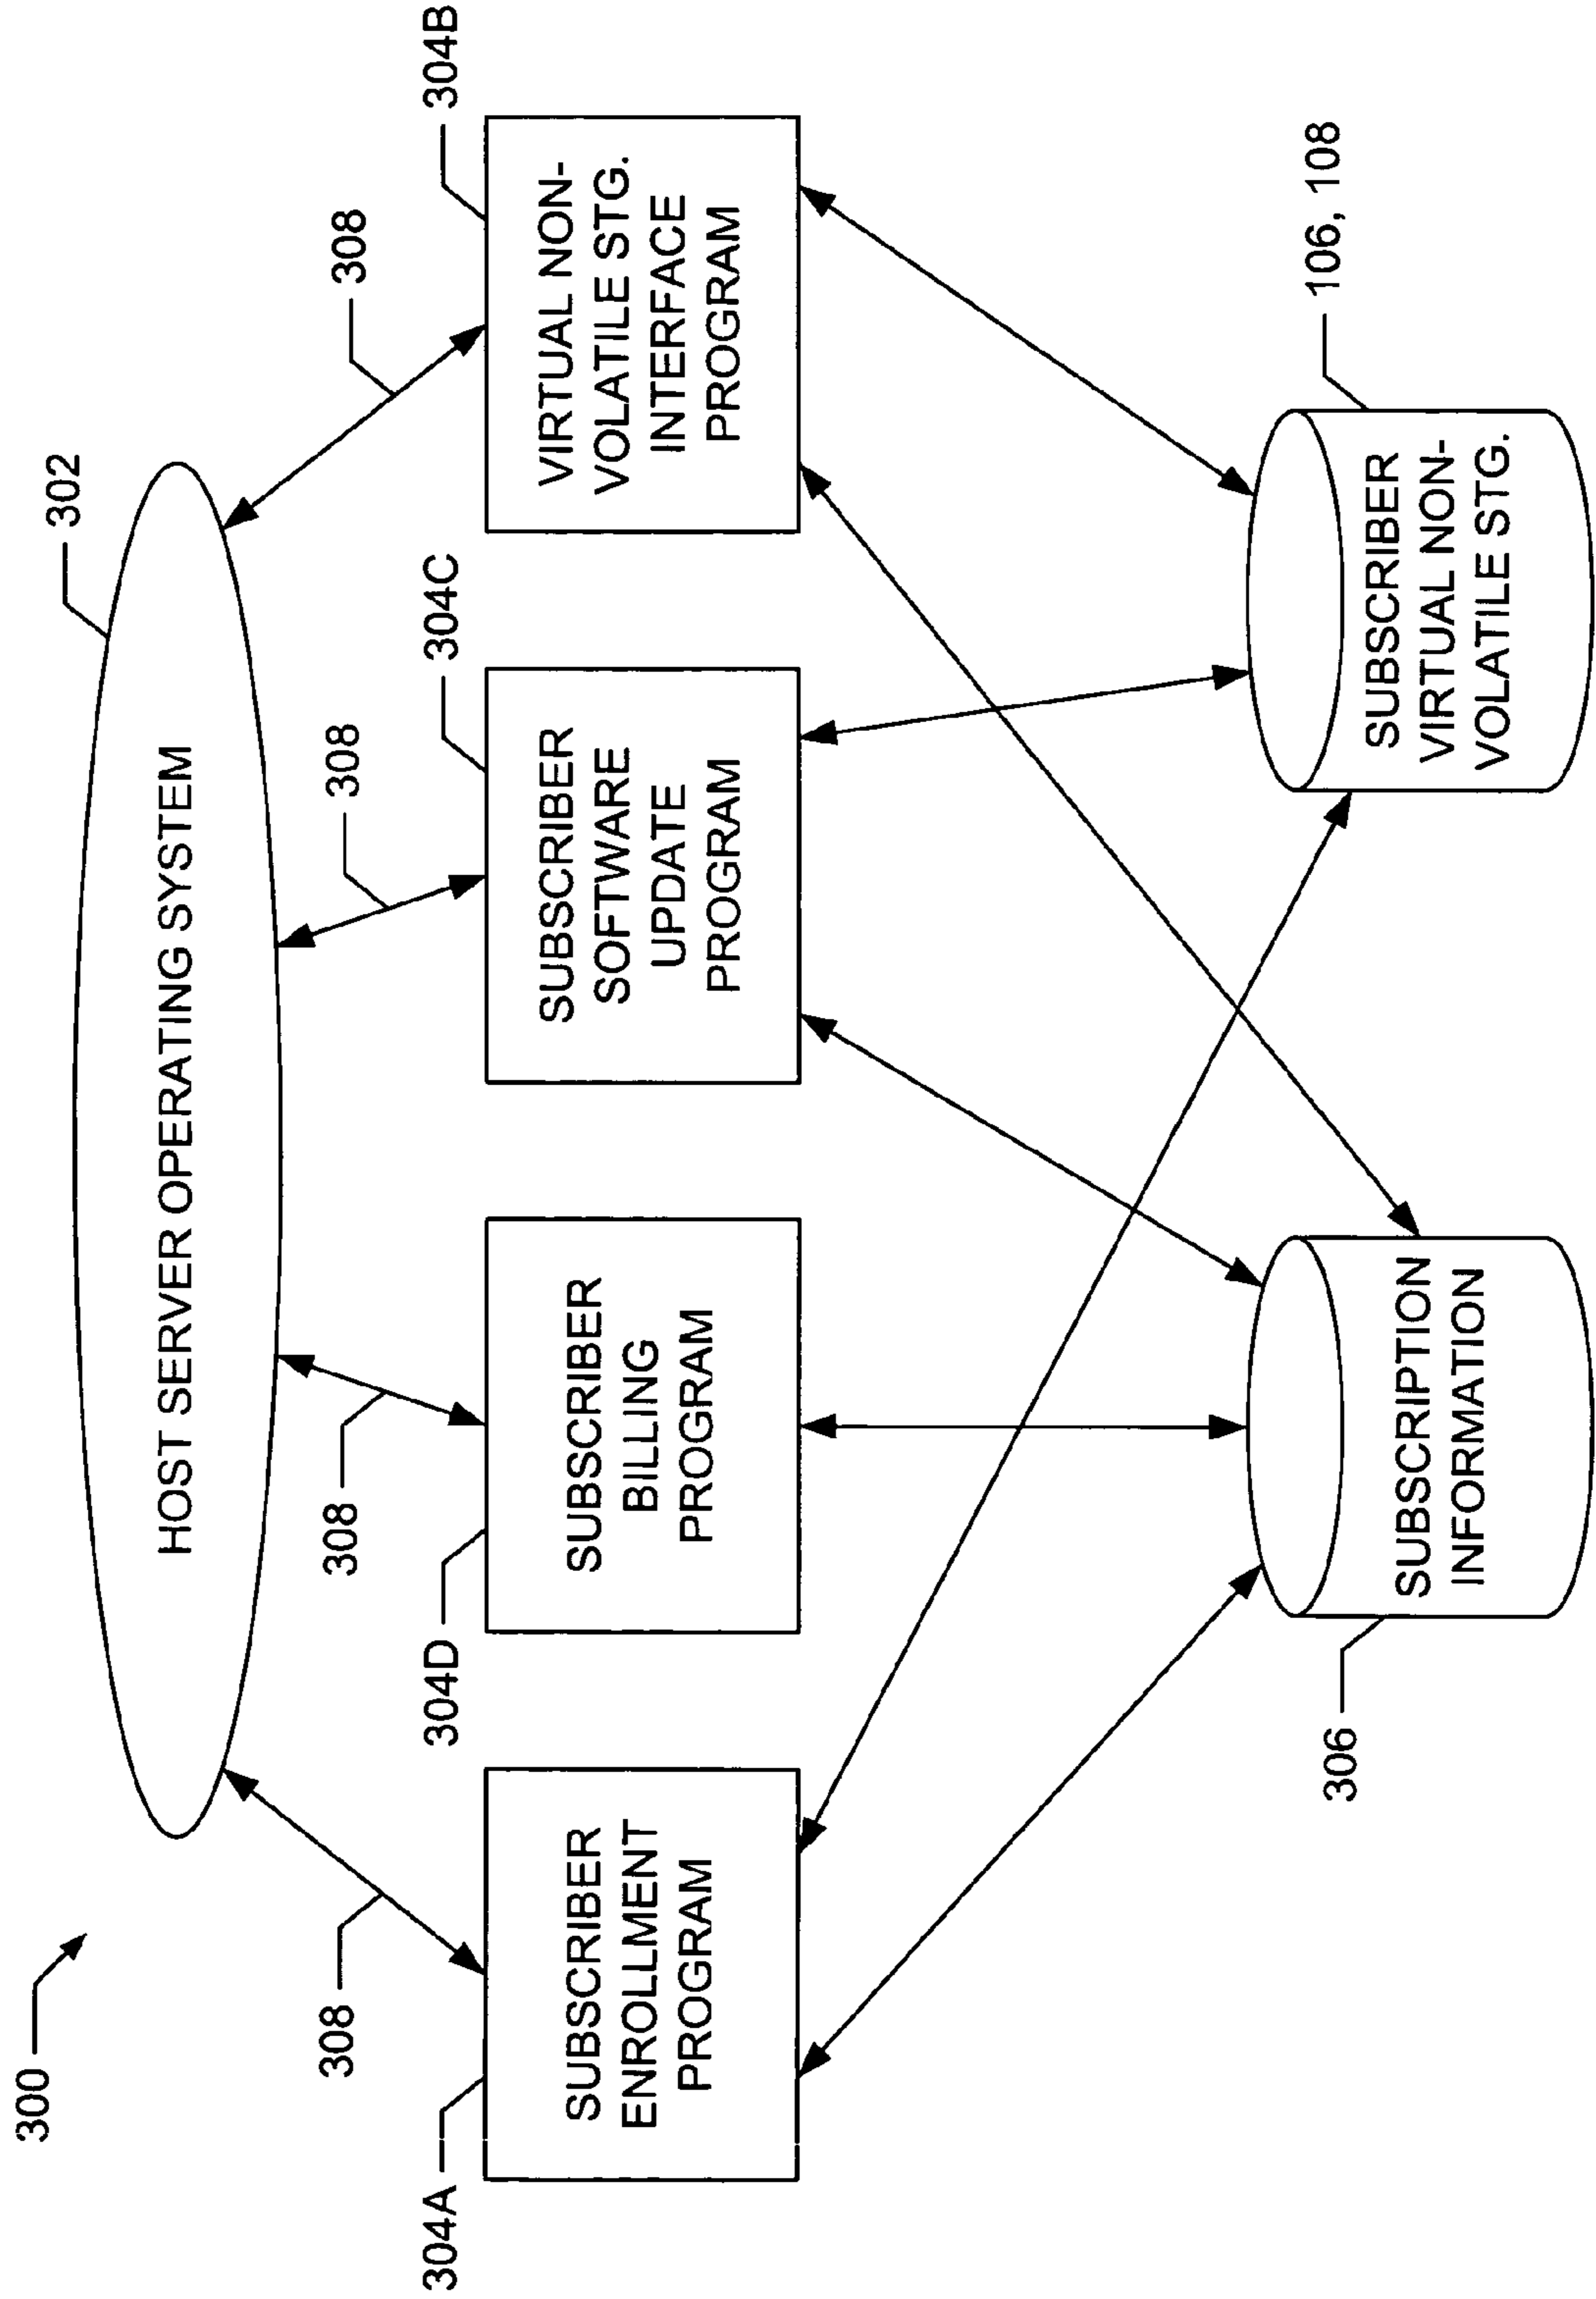 300
302
HOST SERVER OPERATING SYSTEM
308
308
308
308
304A
304D
304C
304B
SUBSCRIBER
ENROLLMENT
PROGRAM
SUBSCRIBER
BILLING
PROGRAM
SUBSCRIBER
SOFTWARE
UPDATE
PROGRAM
VIRTUAL NON-
VOLATILE STG.
INTERFACE
PROGRAM
306
SUBSCRIPTION
INFORMATION
106, 108
SUBSCRIBER
VIRTUAL NON-
VOLATILE STG.